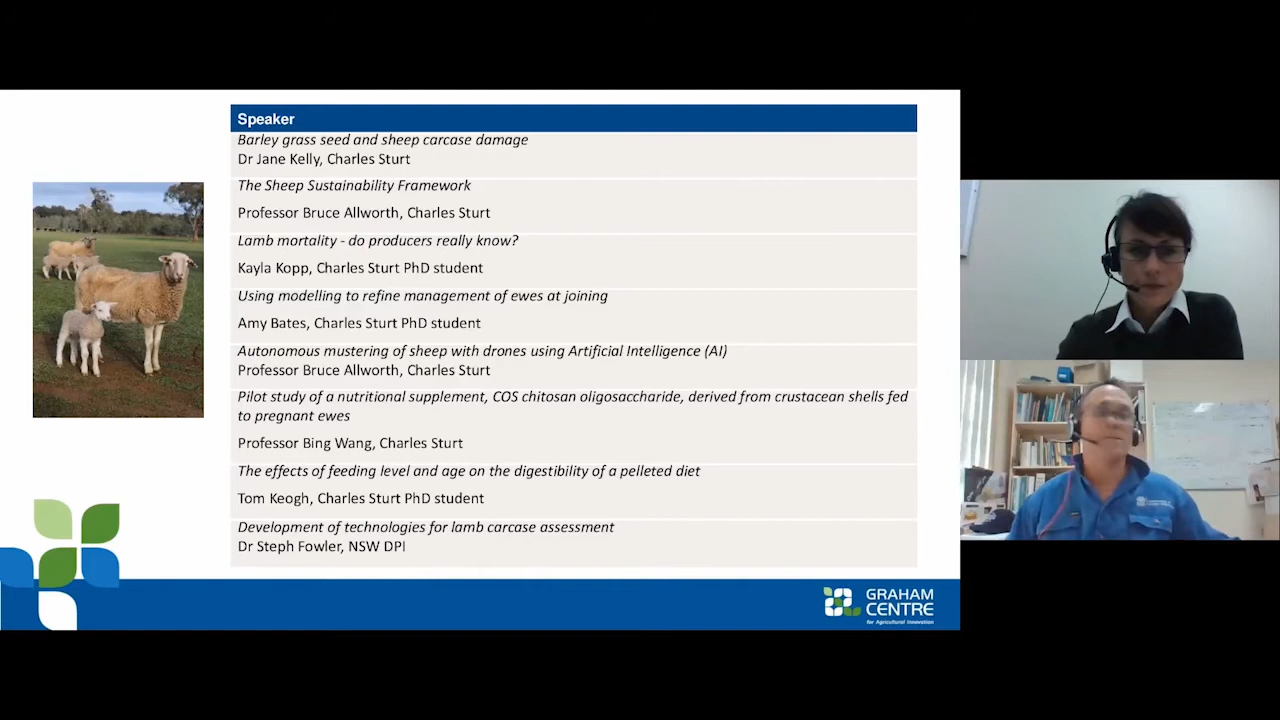 Speaker
Barley grass seed and sheep carcase damage
Dr Jane Kelly, Charles Sturt
The Sheep Sustainability Framework
Professor Bruce Allworth, Charles Sturt
Lamb mortality - do producers really know?
Kayla Kopp, Charles Sturt PhD student
Using modelling to refine management of ewes at joining
Amy Bates, Charles Sturt PhD student
Autonomous mustering of sheep with drones using Artificial Intelligence (AI)
Professor Bruce Allworth, Charles Sturt
Pilot study of a nutritional supplement, COS chitosan oligosaccharide, derived from crustacean shells fed
to pregnant ewes
Professor Bing Wang, Charles Sturt
The effects of feeding level and age on the digestibility of a pelleted diet
Tom Keogh, Charles Sturt PhD student
Development of technologies for lamb carcase assessment
Dr Steph Fowler, NSW DPI
GRAHAM
CENTRE
for Agricultural Innovation